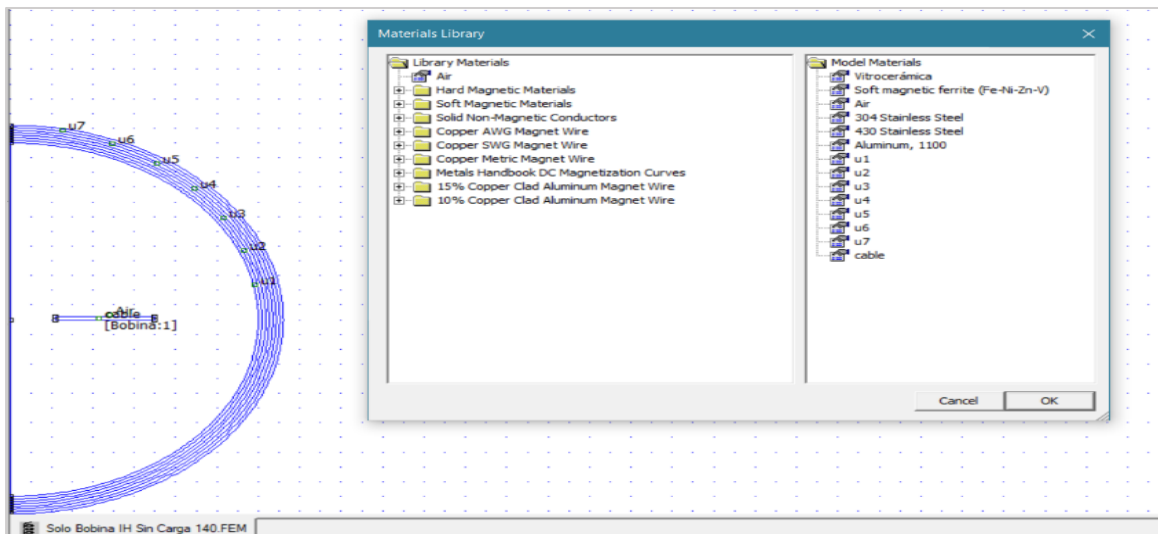 Materials Library
Library Materials
Air
Hard Magnetic Materials
Soft Magnetic Materials
Solid Non-Magnetic Conductors
Copper AWG Magnet Wire
Copper SWG Magnet Wire
Copper Metric Magnet Wire
Metals Handbook DC Magnetization Curves
15% Copper Clad Aluminum Magnet Wire
10% Copper Clad Aluminum Magnet Wire
Model Materials
Vitrocerámica
Soft magnetic ferrite (Fe-Ni-Zn-V)
Air
304 Stainless Steel
430 Stainless Steel
Aluminum, 1100
u1
u2
u3
u4
u5
u6
u7
cable
Cancel
OK
u7
u6
u5
u4
u3
u2
u1
Air
cable
[Bobina:1]
Solo Bobina IH Sin Carga 140.FEM